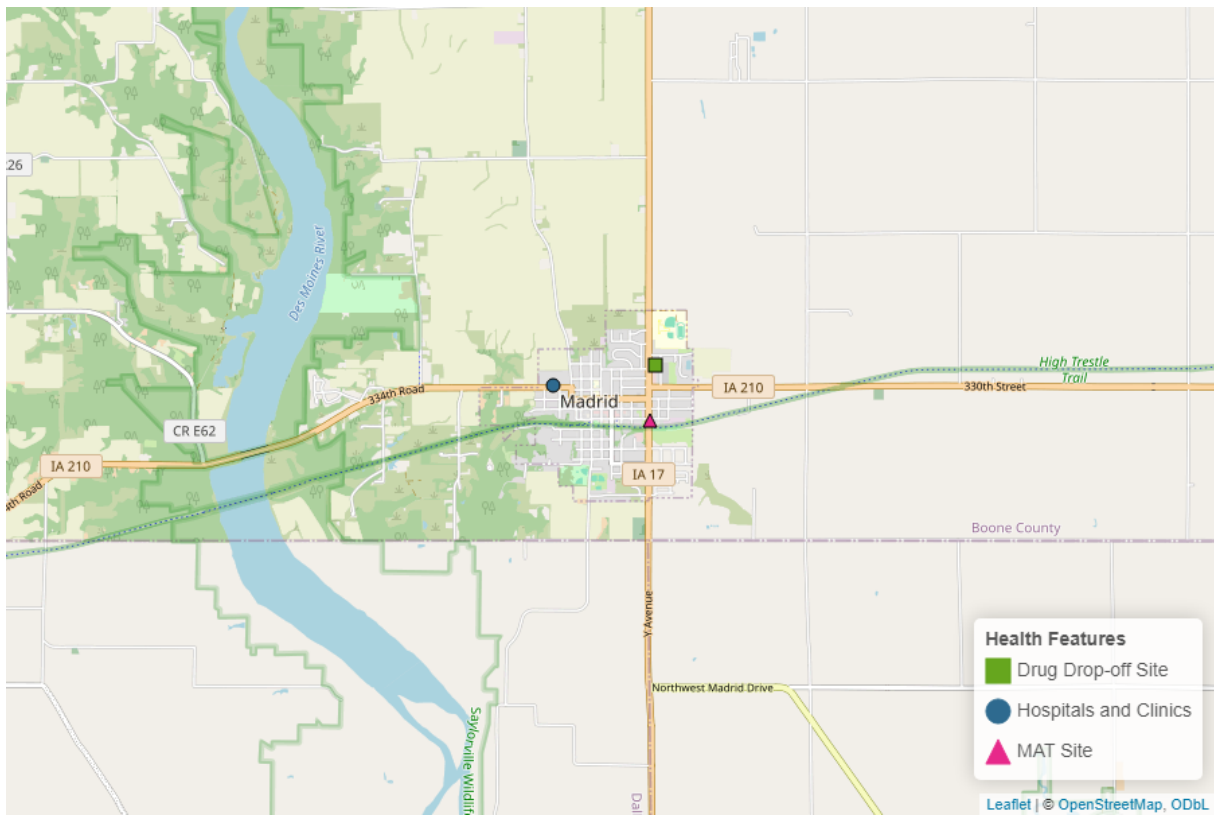 .26
Des Moines River
High Trestle
Trail
334th Road
IA 210
330th Street
Madrid
CR E62
IA 210
IA 17
4th Road
Boone County
Y Avenue
Northwest Madrid Drive
Saylorville Wildlif
Dal
Health Features
Drug Drop-off Site
Hospitals and Clinics
MAT Site
Leaflet | © OpenStreetMap, ODbL